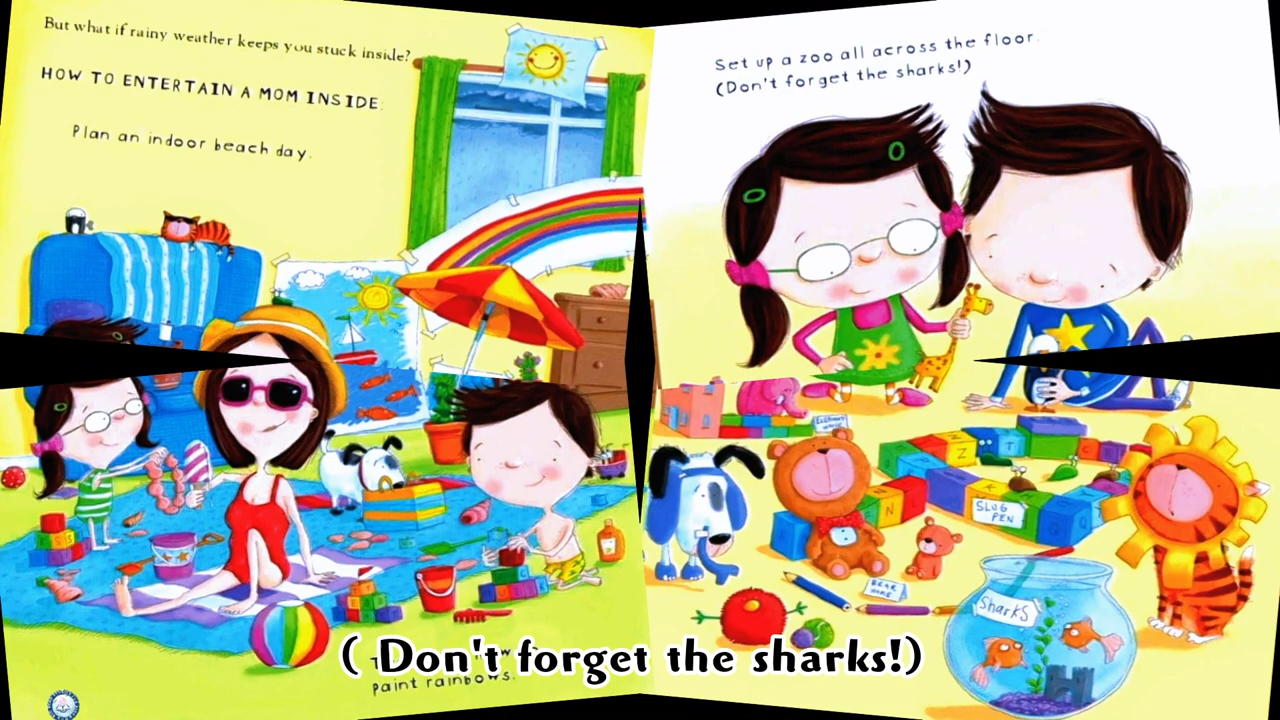 But what if rainy weather keeps you stuck inside?
HOW TO ENTERTAIN A MOM INSIDE:
Plan an indoor beach day.
paint rainbows.
Set up a zoo all across the floor.
(Don't forget the sharks!)
SLUG
PEN
BEAR
HOME
Sharks
( Don't forget the sharks!)